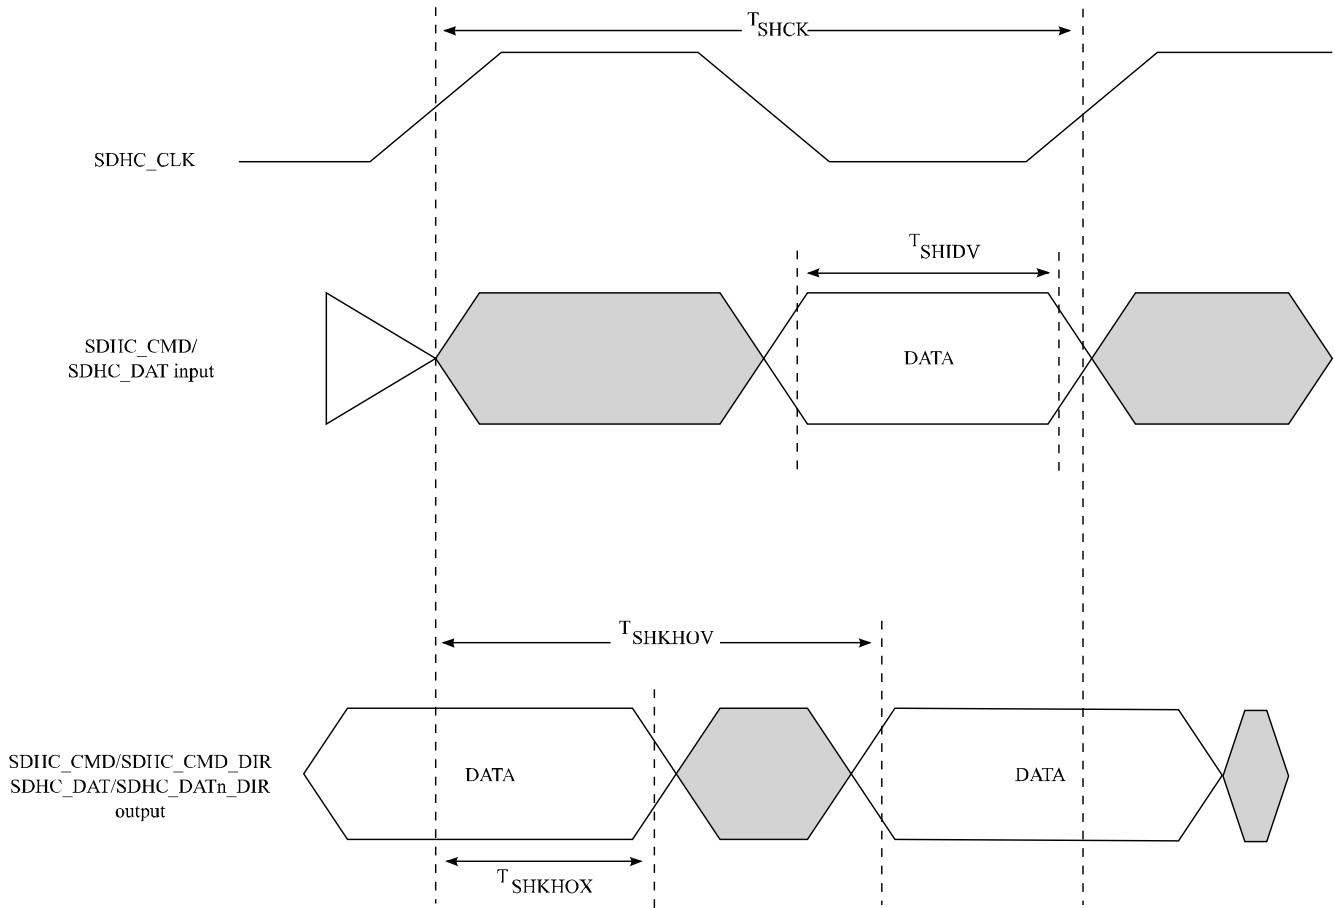 TSHCK
SDHC_CLK
TSHIDV
SDHC_CMD/
SDHC_DAT input
DATA
TSHKHOV
SDHC_CMD/SDHC_CMD_DIR
SDHC_DAT/SDHC_DATn_DIR
output
DATA
DATA
TSHKHOX